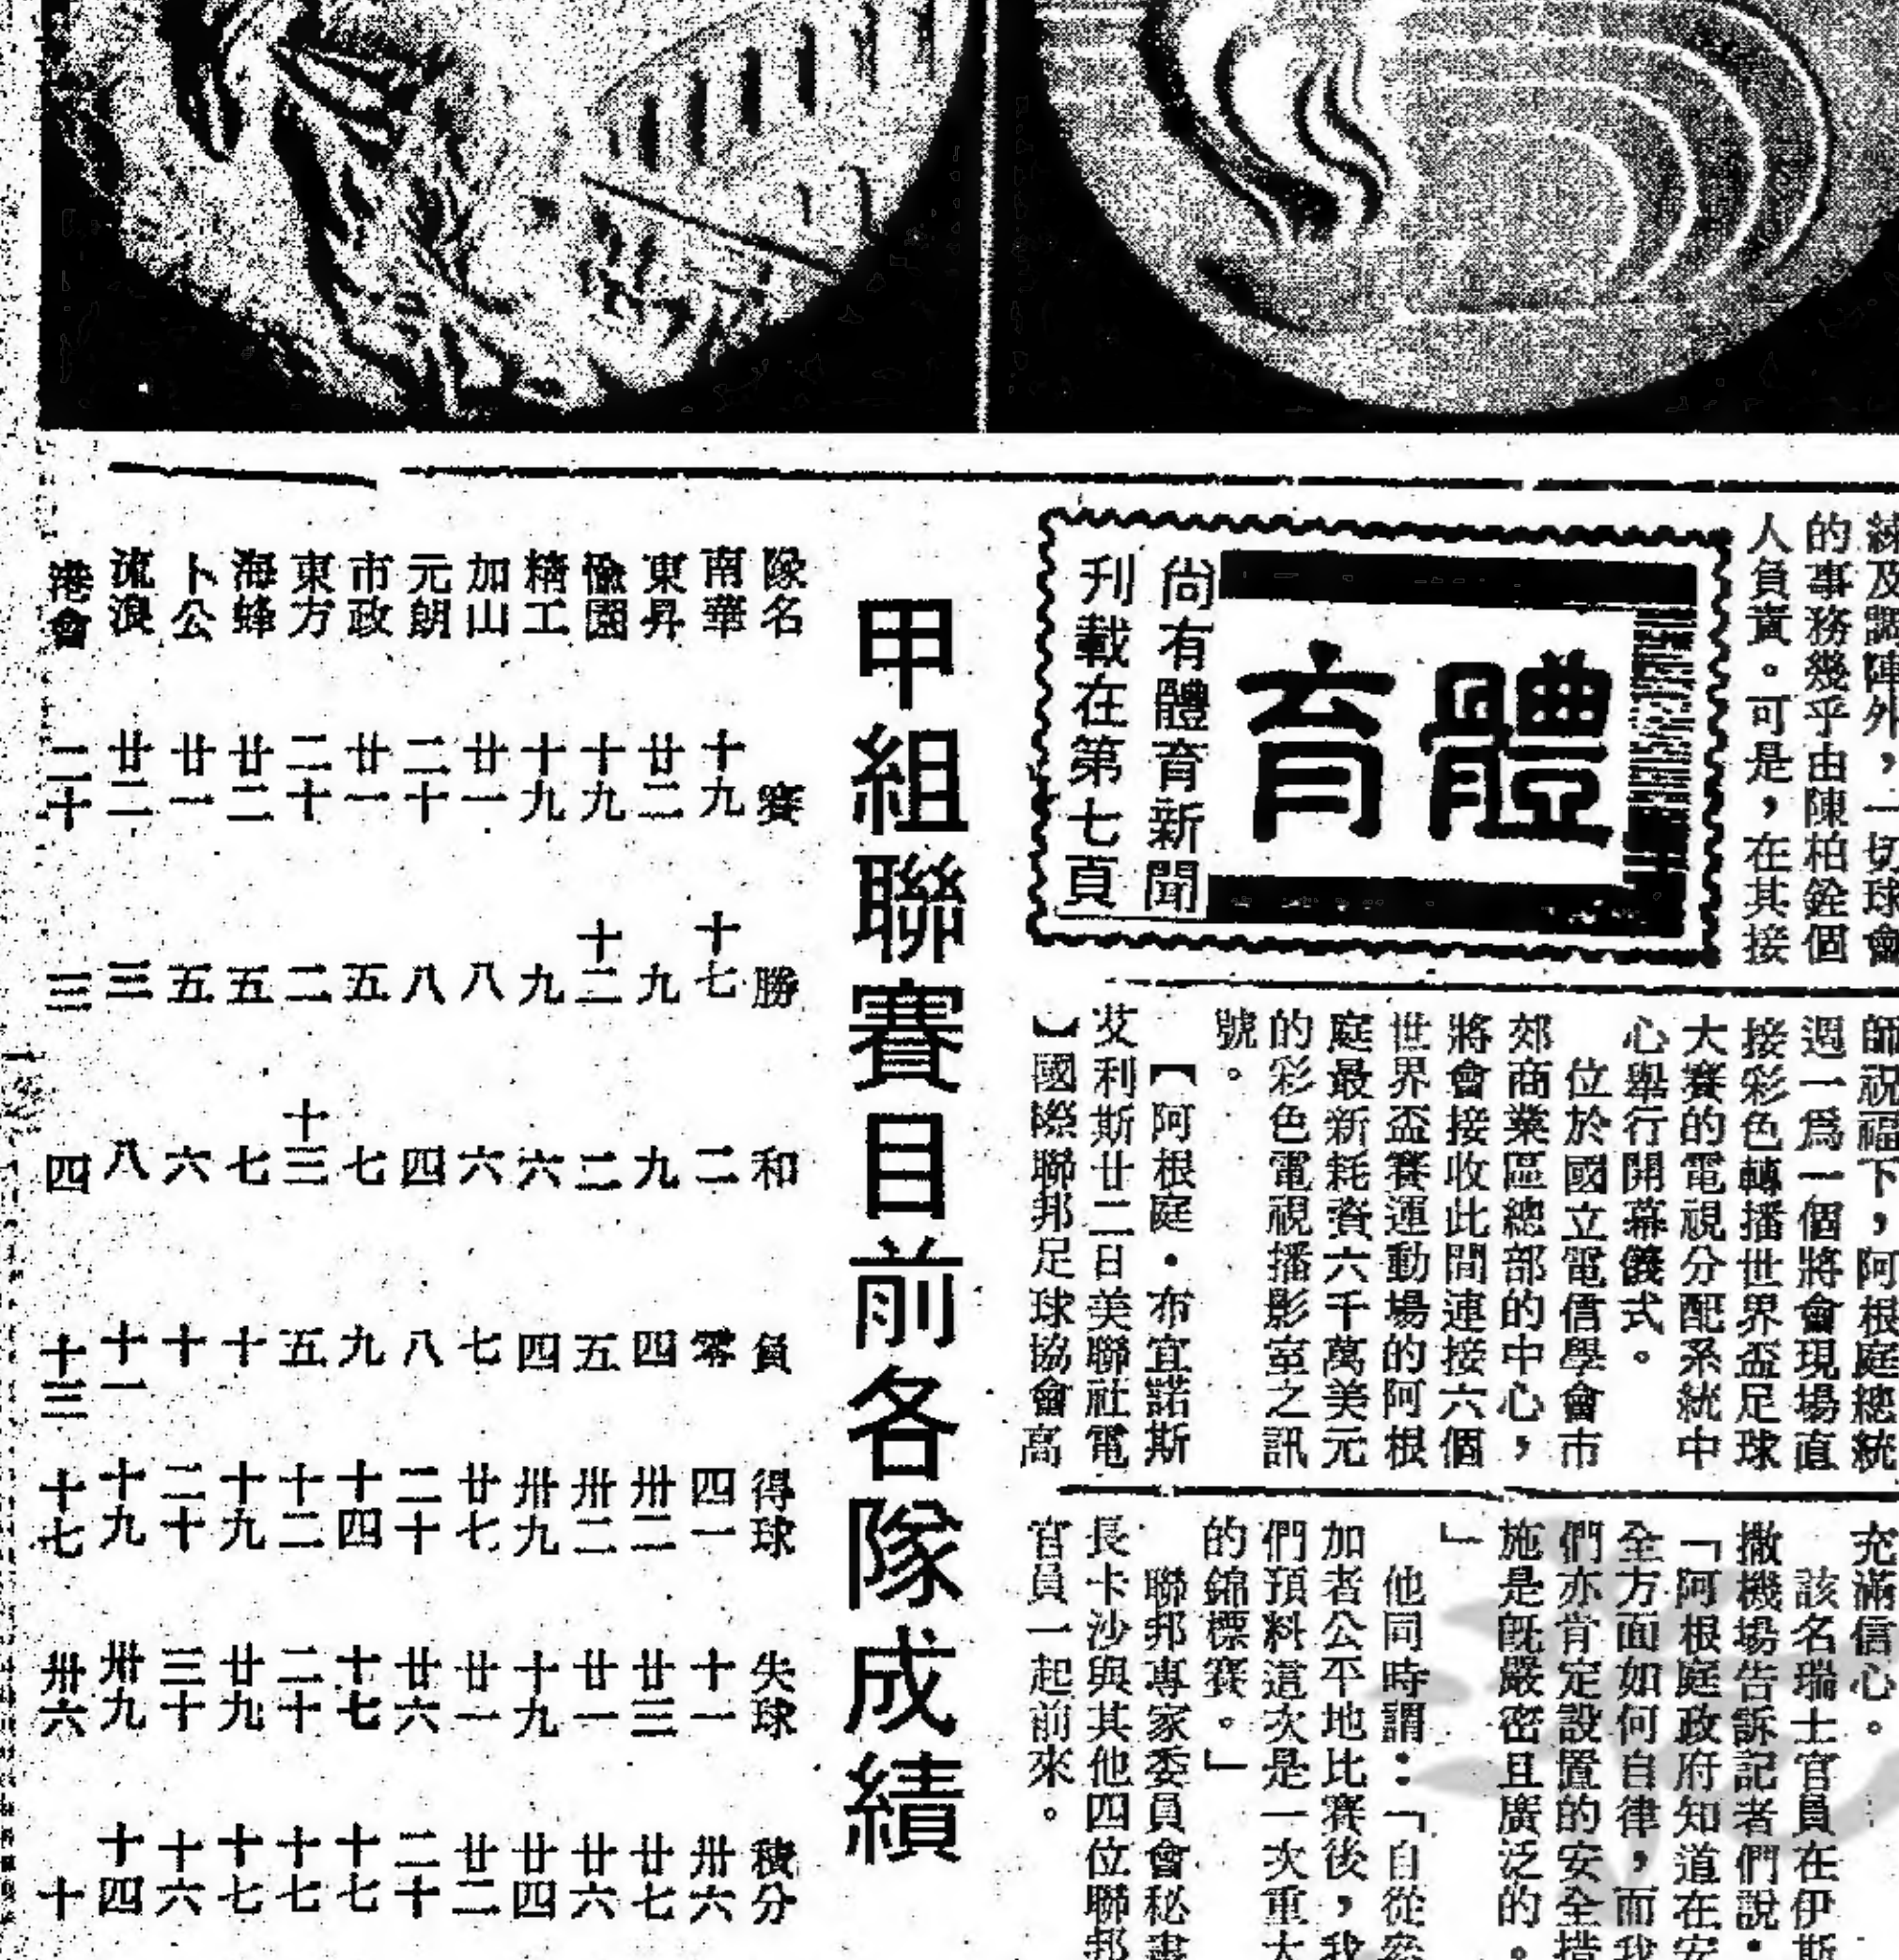 練及踞陣外，一切球會
的事務幾乎由陳柏銓個
人負責。可是，在其接
體育
尚有體育新聞
刋載在第七頁
師視福下，阿根庭總統
週一爲一個將會現場直
接彩色轉播世界盃足球
大賽的電視分配系統中
心舉行開幕儀式。
位於國立電信學會市
郊商業區總部的中心，
將會接收此間連接六個
世界盃賽運動場的阿根
庭最新耗資六千萬美元
的彩色電視播影室之訊
號。
【阿根庭・布宜諾斯
艾利斯廿二日美聯社電
】國際聯邦足球協會高
充滿信心。
該名瑞士官員在伊斯
撒機場告訴記者們說・
「阿根庭政府知道在安
全方面如何自律，而我
們亦肯定設置的安全措
施是旣嚴密且廣泛的。
」
他同時謂：「自從參
加者公平地比賽後，我
們預料這次是一次重大
的錦標賽。」
聯邦專家委員會秘書
長卡沙與其他四位聯邦
官員一起前來。
甲組聯賽目前各隊成績
隊名 賽 勝 和 負 得球 失球 積分
南華 十九 十七 二 零 四一 十一 卅六
東昇 廿二 九 九 四 卅二 廿三 廿七
愉園 十九 十二 二 五 卅二 廿一 廿六
精工 十九 九 六 四 卅九 十九 廿四
加山 廿一 八 六 七 廿七 廿一 廿二
元朗 二十 八 四 八 二十 廿六 二十
市政 廿一 五 七 九 十四 十七 十七
東方 二十 二 十三 五 十二 二十 十七
海蜂 廿二 五 七 十 十九 廿九 十七
卜公 廿一 五 六 十 二十 三十 十六
流浪 廿二 三 八 十一 十九 卅九 十四
港會 二十 三 四 十三 十七 卅六 十